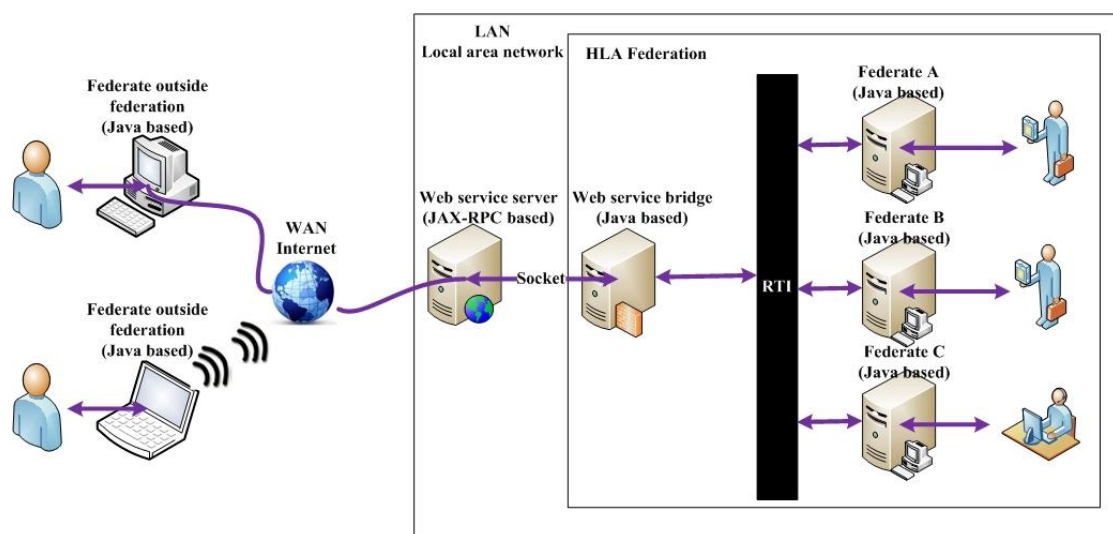 LAN
Local area network
HLA Federation
Federate outside
federation
(Java based)
WAN
Internet
Federate outside
federation
(Java based)
Web service server
(JAX-RPC based)
Socket
Web service bridge
(Java based)
RTI
Federate A
(Java based)
Federate B
(Java based)
Federate C
(Java based)